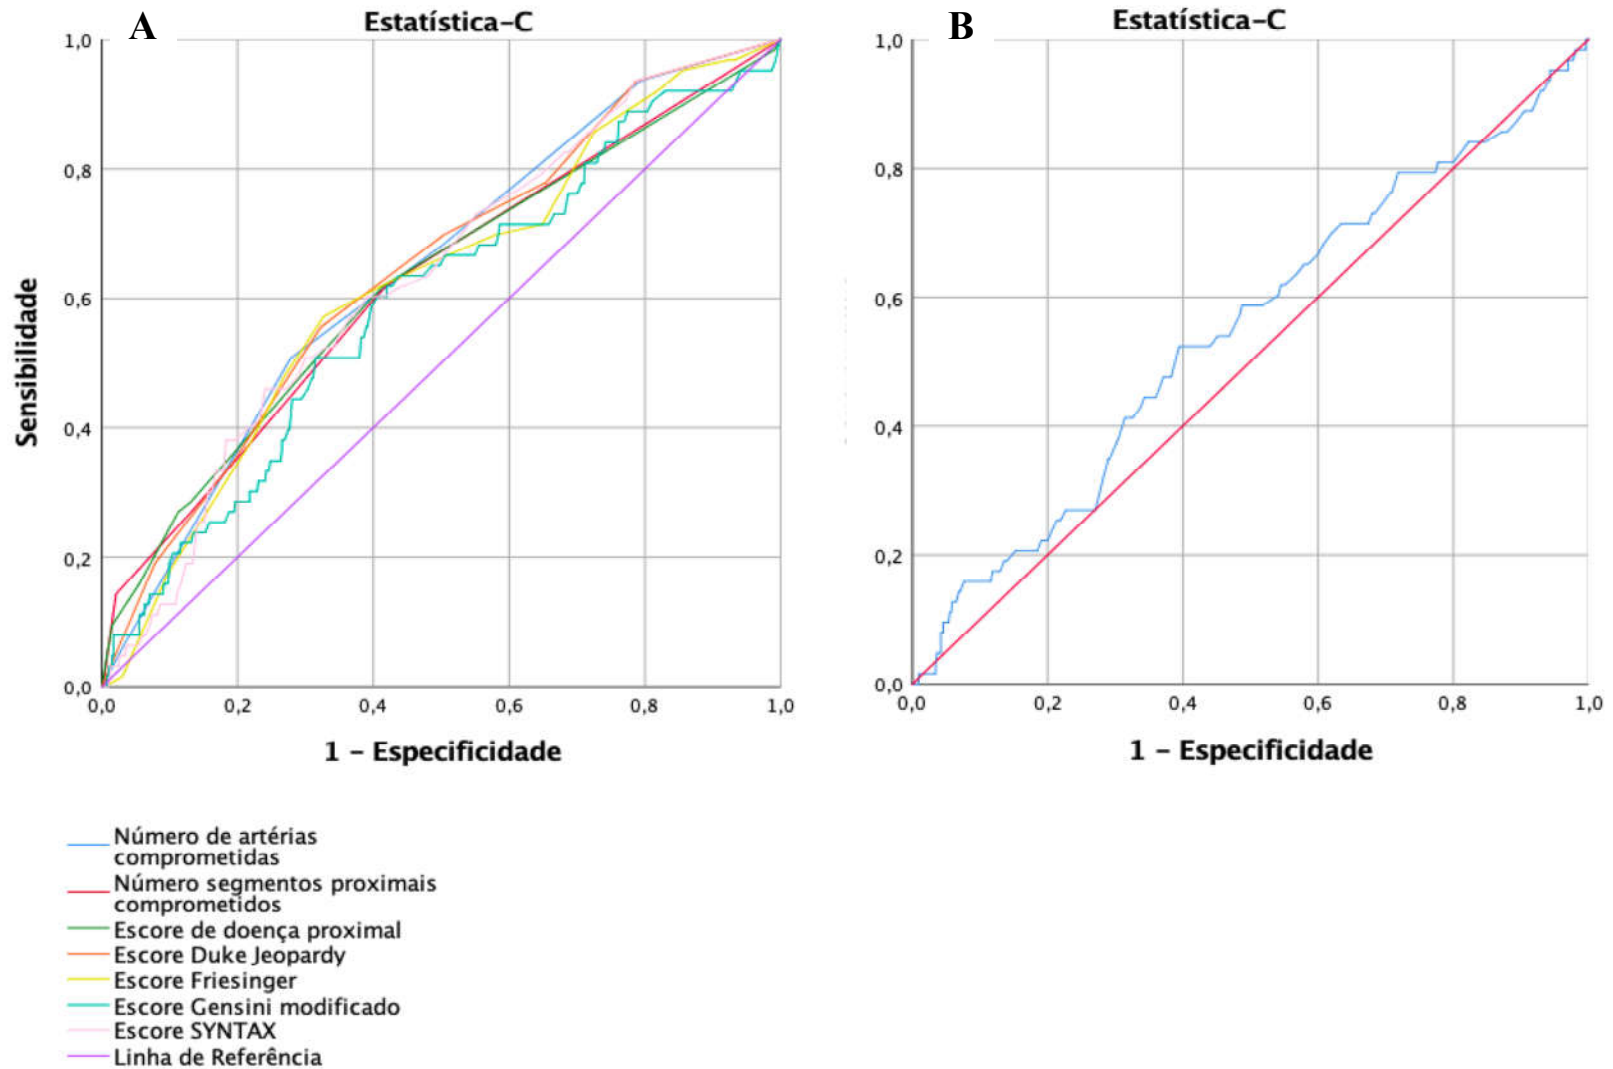 A
Estatística-C
1,0
0,8
0,6
0,4
0,2
0,0
0,0 0,2 0,4 0,6 0,8 1,0
Sensibilidade
1 – Especificidade
B
Estatística-C
1,0
0,8
0,6
0,4
0,2
0,0
0,0 0,2 0,4 0,6 0,8 1,0
1 – Especificidade
Número de artérias
comprometidas
Número segmentos proximais
comprometidos
Escore de doença proximal
Escore Duke Jeopardy
Escore Friesinger
Escore Gensini modificado
Escore SYNTAX
Linha de Referência